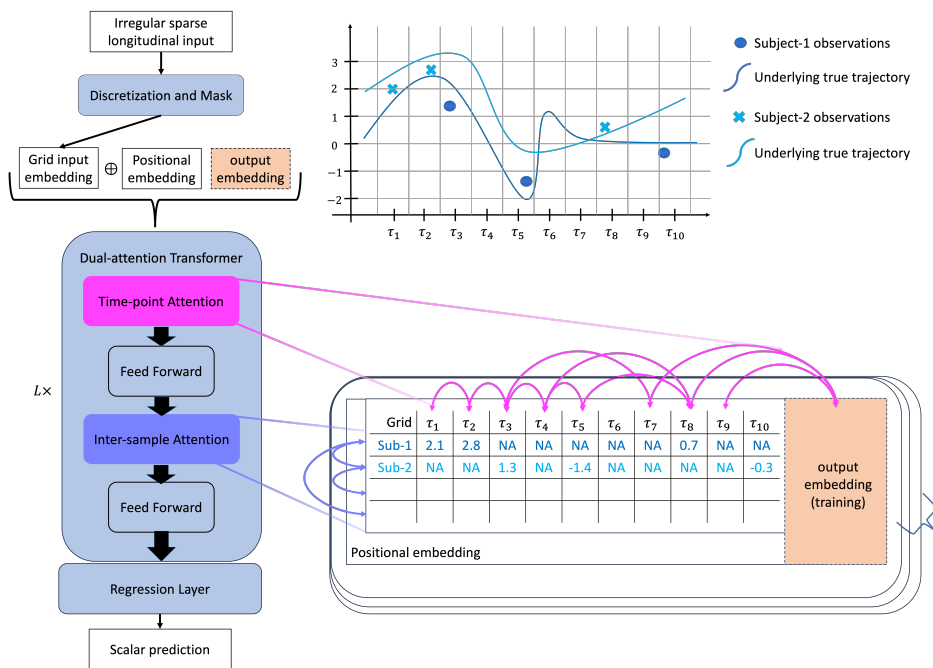 Irregular sparse
longitudinal input
Discretization and Mask
Grid input
embedding
⊕
Positional
embedding
output
embedding
Dual-attention Transformer
Time-point Attention
Feed Forward
L×
Inter-sample Attention
Feed Forward
Regression Layer
Scalar prediction
3
2
1
0
−1
−2
τ1 τ2 τ3 τ4 τ5 τ6 τ7 τ8 τ9 τ10
Subject-1 observations
Underlying true trajectory
Subject-2 observations
Underlying true trajectory
Grid τ1 τ2 τ3 τ4 τ5 τ6 τ7 τ8 τ9 τ10
Sub-1 2.1 2.8 NA NA NA NA NA 0.7 NA NA
Sub-2 NA NA 1.3 NA -1.4 NA NA NA NA -0.3
output
embedding
(training)
Positional embedding